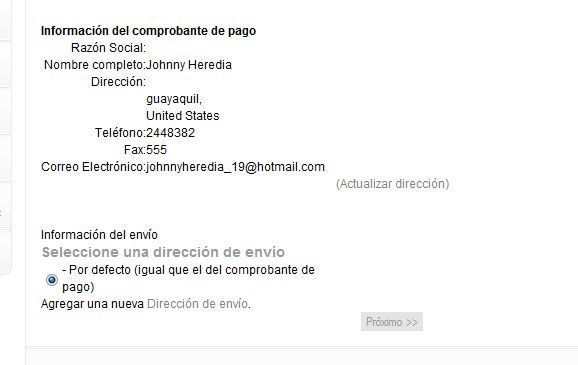 Información del comprobante de pago
Razón Social:
Nombre completo:Johnny Heredia
Dirección:
guayaquil,
United States
Teléfono:2448382
Fax:555
Correo Electrónico:johnnyheredia_19@hotmail.com
(Actualizar dirección)
Información del envío
Seleccione una dirección de envío
- Por defecto (igual que el del comprobante de
pago)
Agregar una nueva Dirección de envío.
Próximo >>